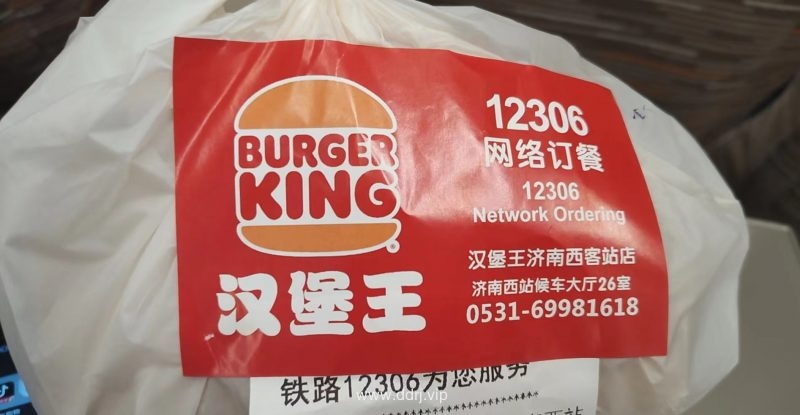 BURGER
KING
®
汉堡王
12306
网络订餐
12306
Network Ordering
汉堡王济南西客站店
济南西站候车大厅26室
0531-69981618
铁路12306为您服务
www.ddrj.vip